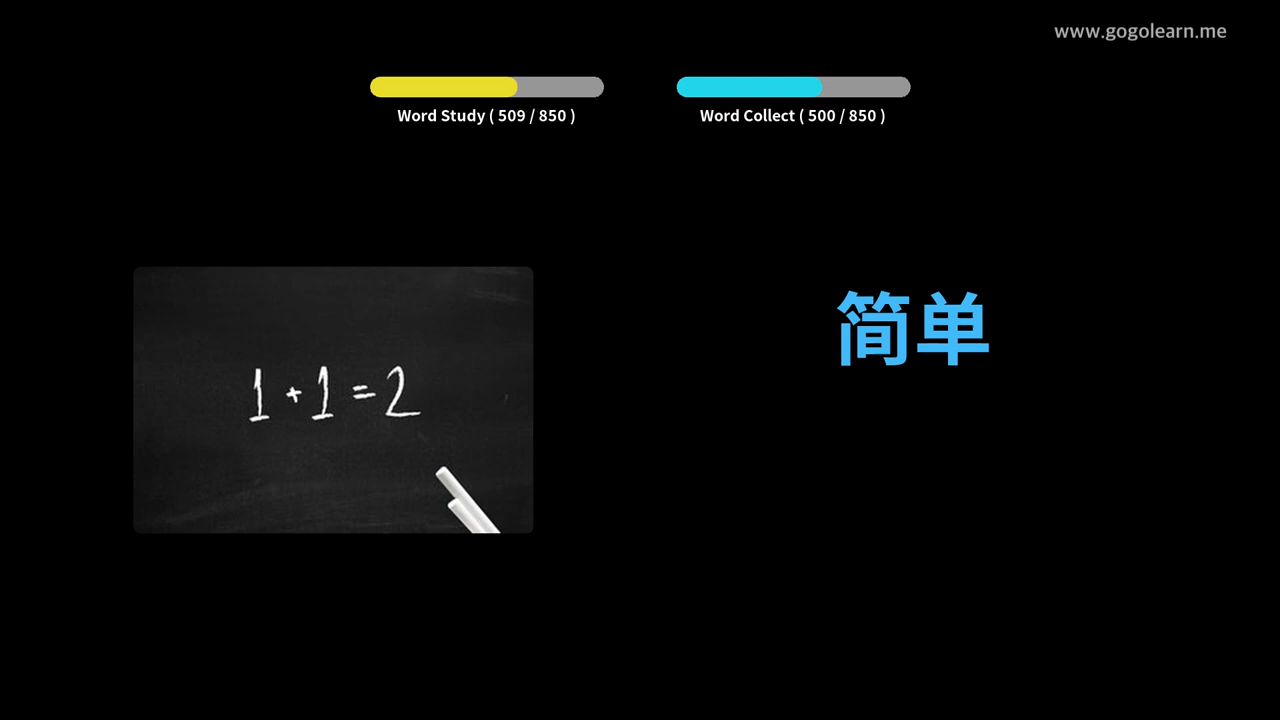 www.gogolearn.me
Word Study ( 509 / 850 )
Word Collect ( 500 / 850 )
简单
1 + 1 = 2